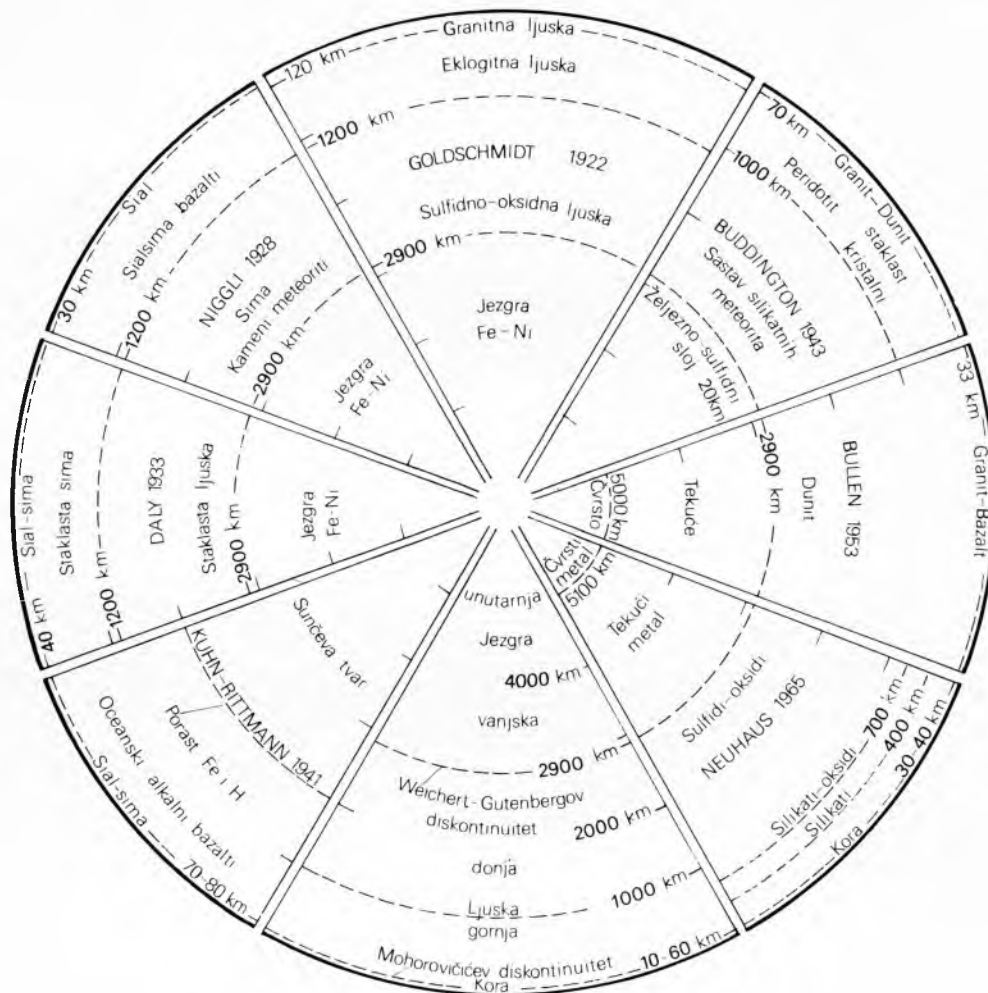 Granitna ljuska
120 km
Eklogitna ljuska
1200 km
GOLDSCHMIDT 1922
Sulfidno-oksidna ljuska
2900 km
Jezgra
Fe-Ni
70 km
Granit-Dunit
staklast
Peridotit
kristalni
1000 km
BUDDINGTON 1943
Sastav silikatnih
meteorita
Željezno-sulfidni
sloj 20km
33 km
Granit-Bazalt
BULLEN 1953
Dunit
2900 km
Tekuće
5000 km
Čvrsto
Čvrsti
metal
5100 km
Tekući
metal
Sulfidi-oksidi
NEUHAUS 1965
700 km
Silikati-oksidi
400 km
Silikati
30-40 km
Kora
unutarnja
Jezgra
4000 km
vanjska
2900 km
Weichert-Gutenbergov
diskontinuitet
2000 km
donja
1000 km
Ljuska
gornja
10-60 km
Mohorovičićev diskontinuitet
Kora
Sunčeva tvar
KUHN-RITTMANN 1941
Porast Fe i H
Oceanski alkalni bazalti
Sial-sima
70-80 km
Sial-sima
40 km
Staklasta sima
1200 km
DALY 1933
Staklasta ljuska
2900 km
Jezgra
Fe-Ni
Sial
30 km
Sialsima bazalti
1200 km
NIGGLI 1928
Sima
Kameni meteoriti
2900 km
Jezgra
Fe-Ni